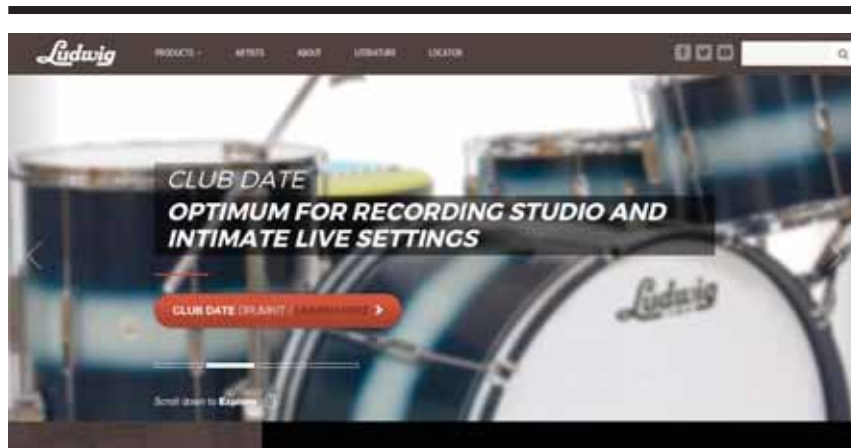 Ludwig
PRODUCTS ARTISTS ABOUT LITERATURE LOCATOR
CLUB DATE
OPTIMUM FOR RECORDING STUDIO AND
INTIMATE LIVE SETTINGS
Ludwig
CLUB DATE DRUMKIT /
Scroll down to Explore